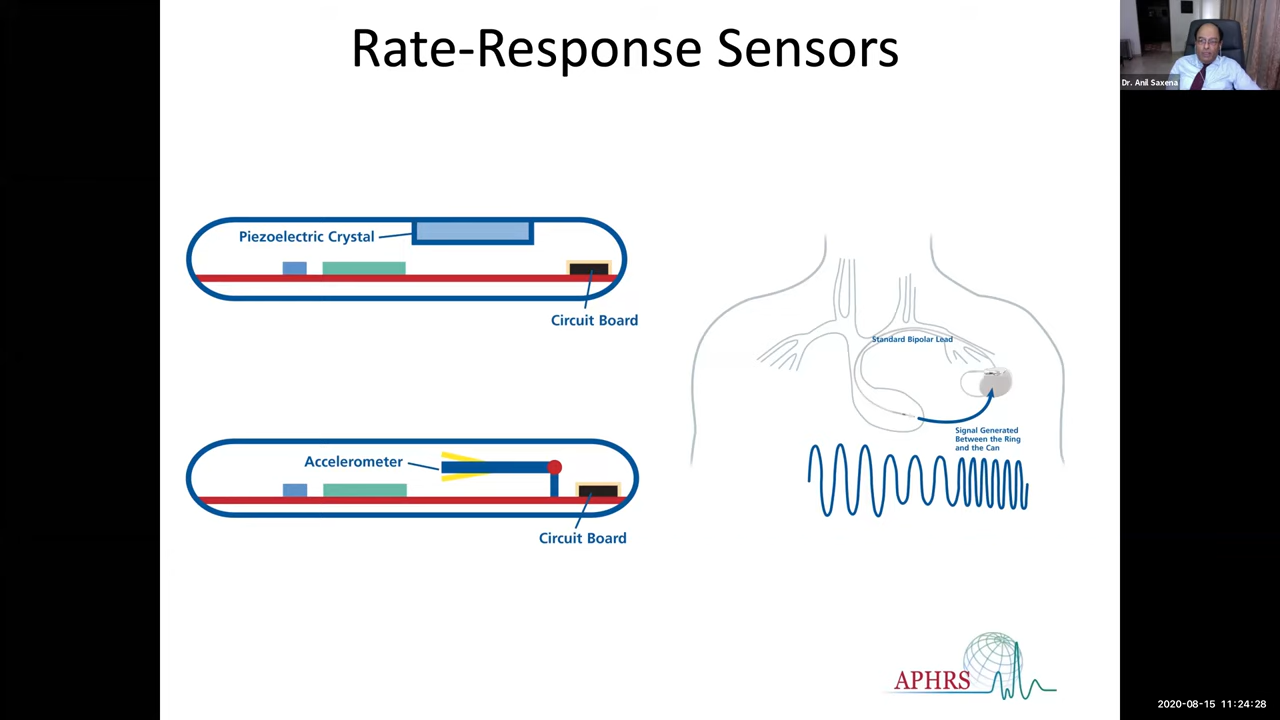 Rate-Response Sensors
Dr. Anil Saxena
Piezoelectric Crystal
Circuit Board
Standard Bipolar Lead
Signal Generated
Between the Ring
and the Can
Accelerometer
Circuit Board
APHRS
2020-08-15 11:24:28